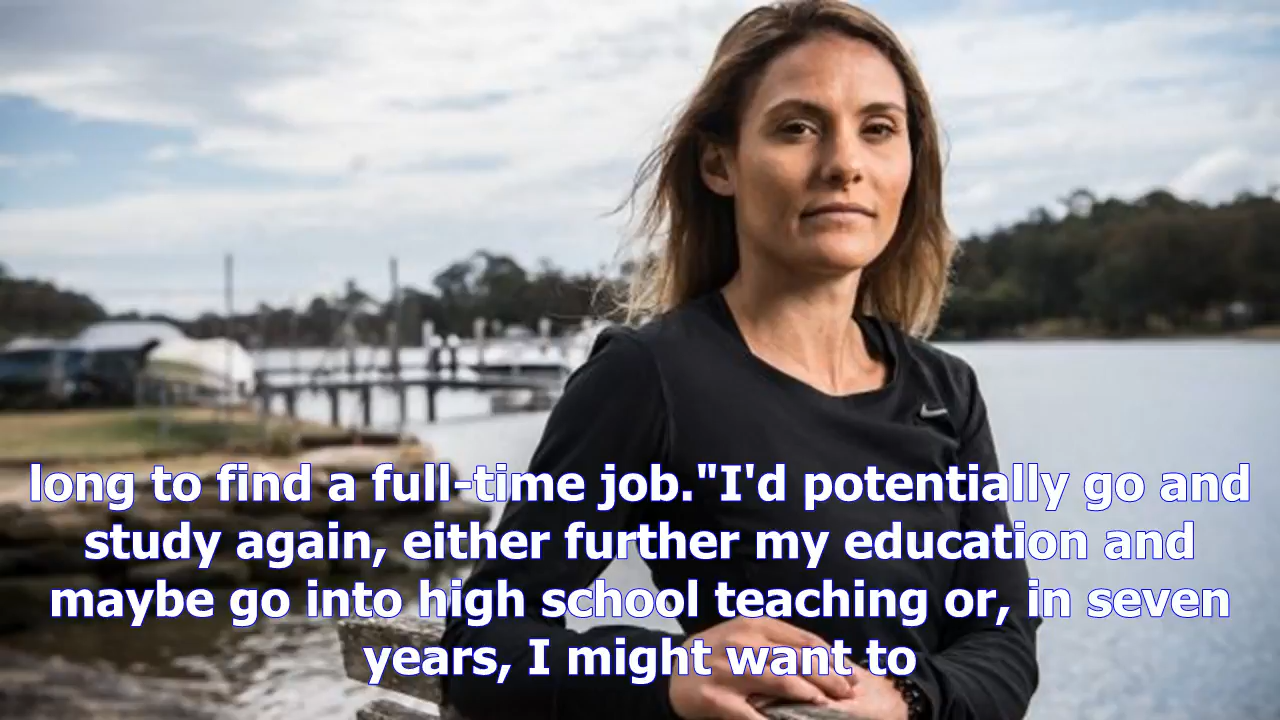 long to find a full-time job."I'd potentially go and
study again, either further my education and
maybe go into high school teaching or, in seven
years, I might want to